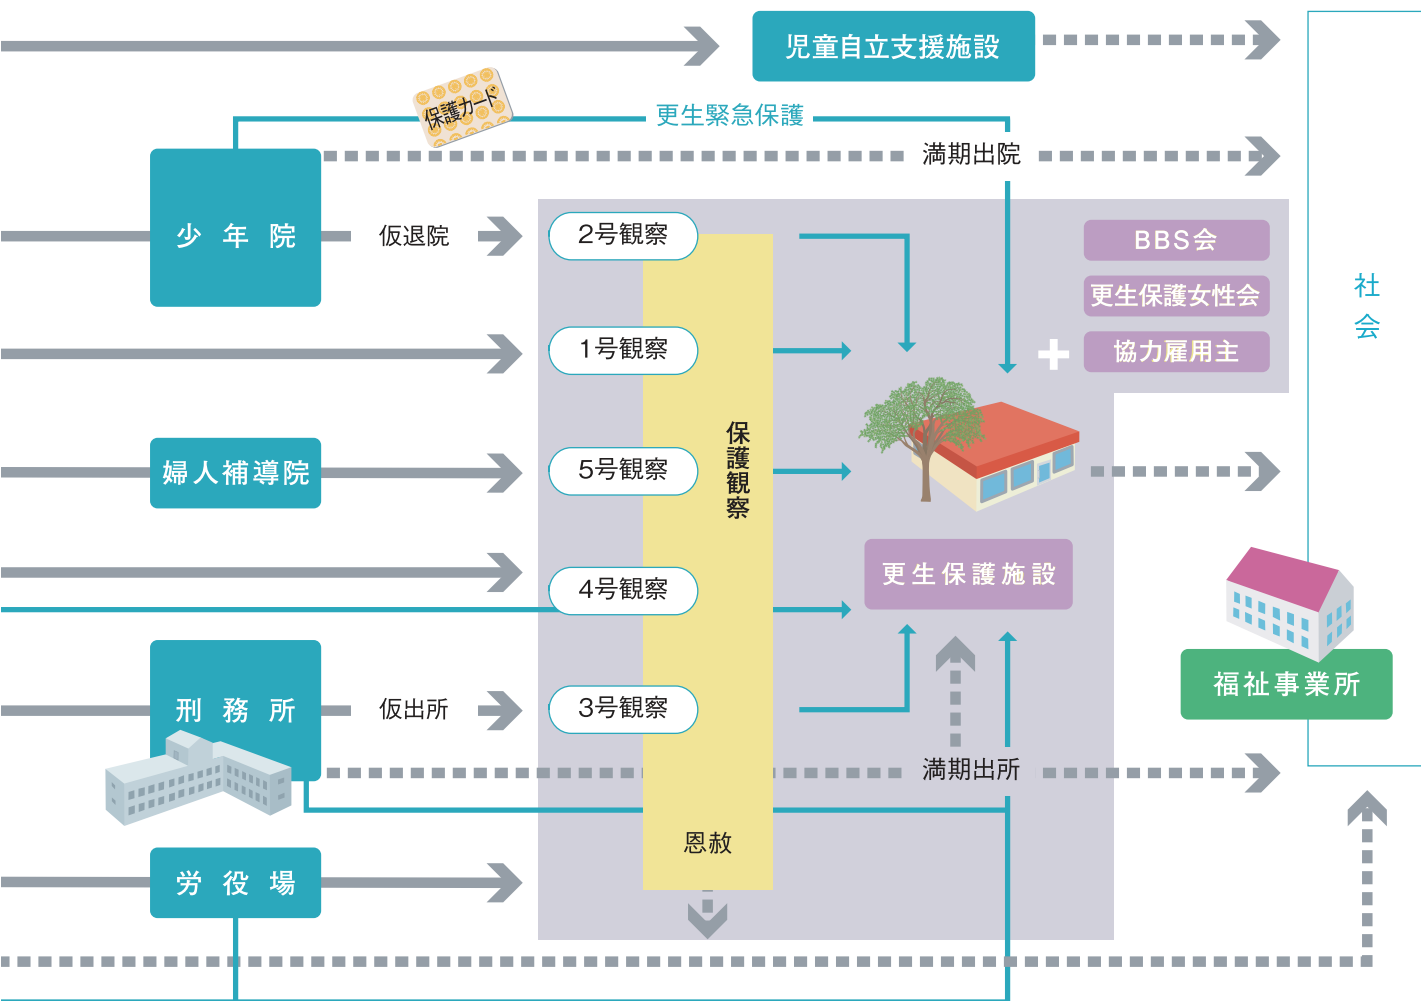 児童自立支援施設
保護カード
更生緊急保護
満期出院
少年院
仮退院
2号観察
BBS会
更生保護女性会
協力雇用主
社会
1号観察
保護観察
婦人補導院
5号観察
更生保護施設
4号観察
刑務所
仮出所
3号観察
福祉事業所
満期出所
恩赦
労役場